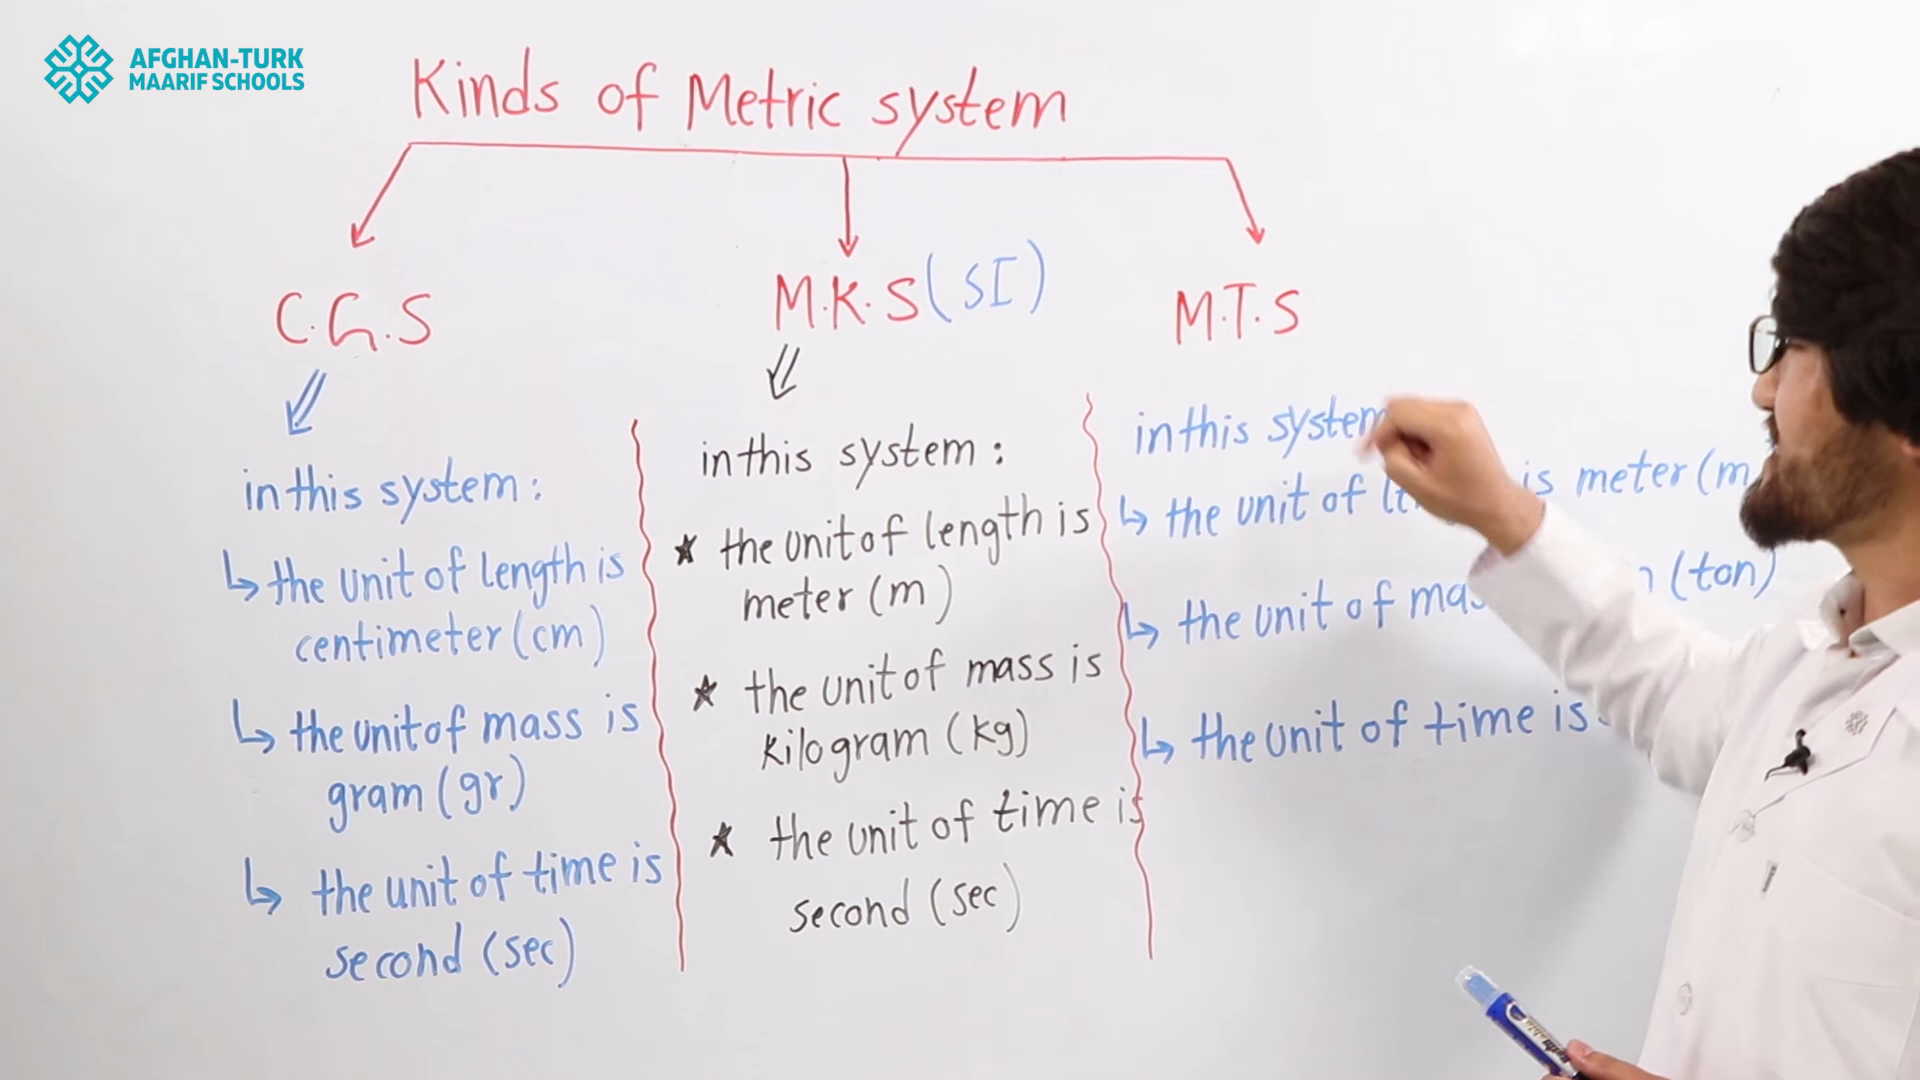 AFGHAN-TURK
MAARIF SCHOOLS
Kinds of Metric system
C.G.S
M.K.S (SI)
M.T.S
in this system:
↳ the unit of length is
centimeter (cm)
↳ the unit of mass is
gram (gr)
↳ the unit of time is
second (sec)
in this system:
★ the unit of length is
meter (m)
★ the unit of mass is
kilogram (kg)
★ the unit of time is
second (sec)
in this system
↳ the unit of is meter (m
↳ the unit of (ton)
↳ the unit of time is